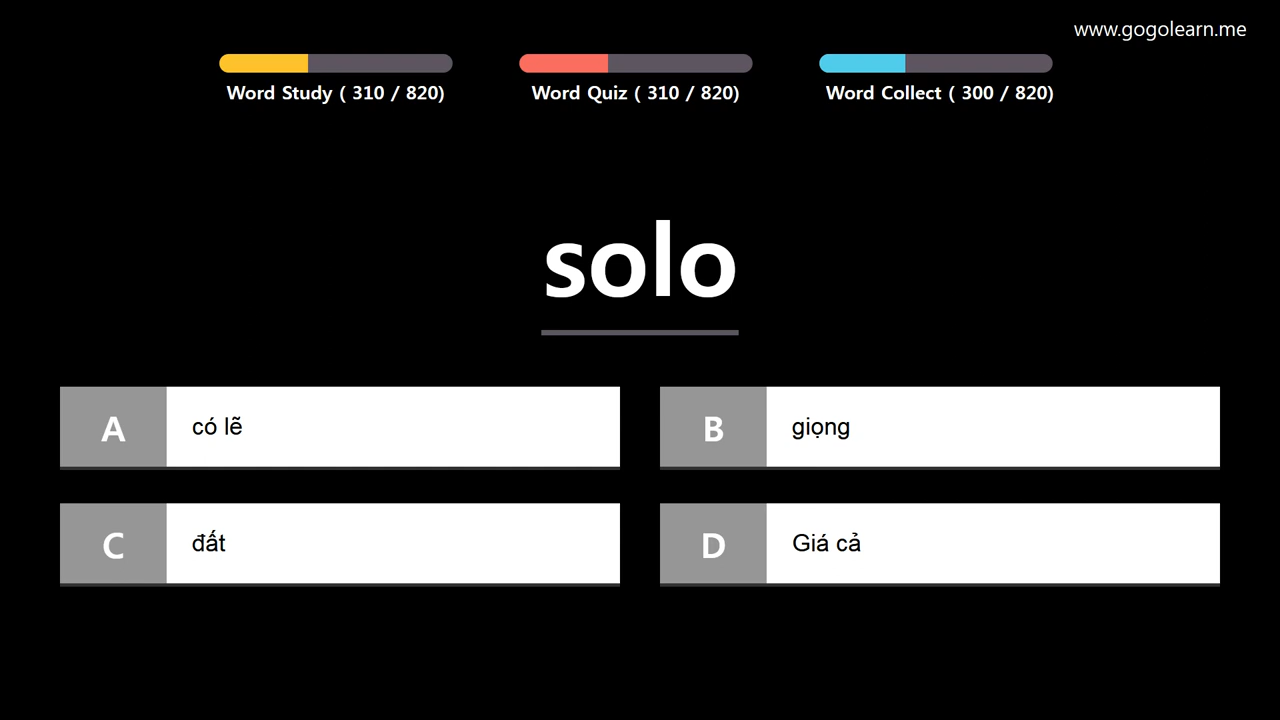 www.gogolearn.me
Word Study ( 310 / 820)
Word Quiz ( 310 / 820)
Word Collect ( 300 / 820)
solo
A có lẽ
B giọng
C đất
D Giá cả